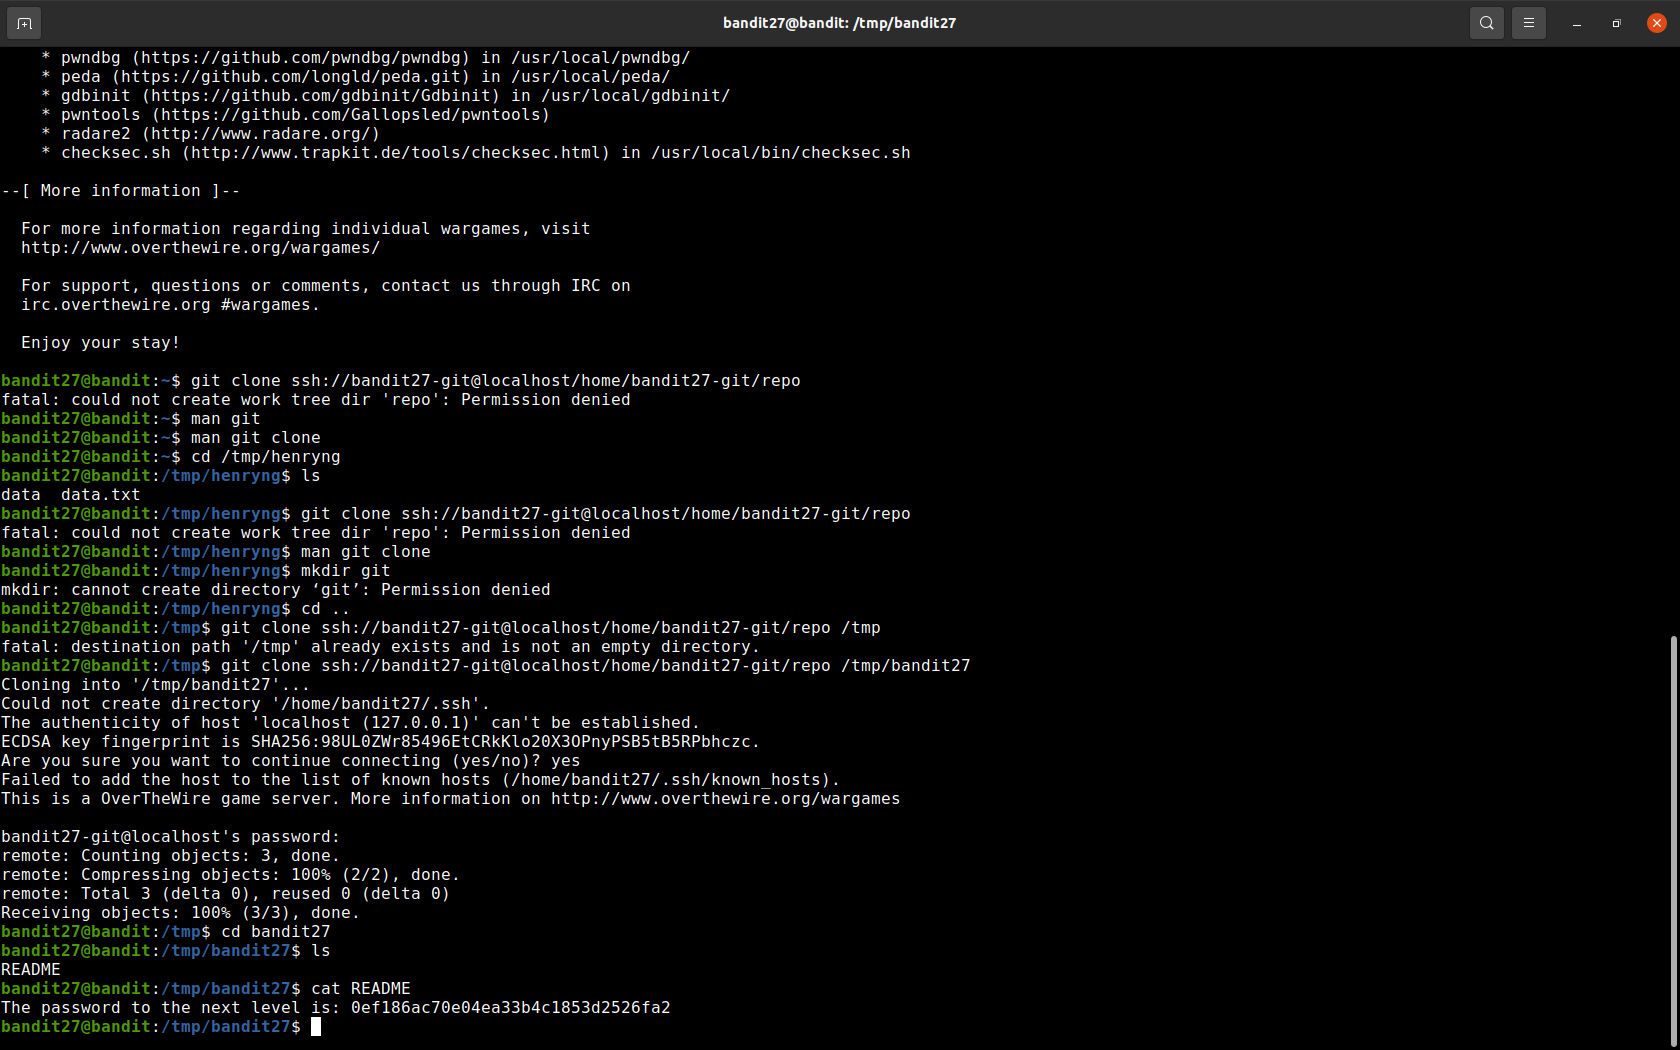 bandit27@bandit: /tmp/bandit27
* pwndbg (https://github.com/pwndbg/pwndbg) in /usr/local/pwndbg/
* peda (https://github.com/longld/peda.git) in /usr/local/peda/
* gdbinit (https://github.com/gdbinit/Gdbinit) in /usr/local/gdbinit/
* pwntools (https://github.com/Gallopsled/pwntools)
* radare2 (http://www.radare.org/)
* checksec.sh (http://www.trapkit.de/tools/checksec.html) in /usr/local/bin/checksec.sh
--[ More information ]--
For more information regarding individual wargames, visit
http://www.overthewire.org/wargames/
For support, questions or comments, contact us through IRC on
irc.overthewire.org #wargames.
Enjoy your stay!
bandit27@bandit:~$ git clone ssh://bandit27-git@localhost/home/bandit27-git/repo
fatal: could not create work tree dir 'repo': Permission denied
bandit27@bandit:~$ man git
bandit27@bandit:~$ man git clone
bandit27@bandit:~$ cd /tmp/henryng
bandit27@bandit:/tmp/henryng$ ls
data  data.txt
bandit27@bandit:/tmp/henryng$ git clone ssh://bandit27-git@localhost/home/bandit27-git/repo
fatal: could not create work tree dir 'repo': Permission denied
bandit27@bandit:/tmp/henryng$ man git clone
bandit27@bandit:/tmp/henryng$ mkdir git
mkdir: cannot create directory ‘git’: Permission denied
bandit27@bandit:/tmp/henryng$ cd ..
bandit27@bandit:/tmp$ git clone ssh://bandit27-git@localhost/home/bandit27-git/repo /tmp
fatal: destination path '/tmp' already exists and is not an empty directory.
bandit27@bandit:/tmp$ git clone ssh://bandit27-git@localhost/home/bandit27-git/repo /tmp/bandit27
Cloning into '/tmp/bandit27'...
Could not create directory '/home/bandit27/.ssh'.
The authenticity of host 'localhost (127.0.0.1)' can't be established.
ECDSA key fingerprint is SHA256:98UL0ZWr85496EtCRkKlo20X3OPnyPSB5tB5RPbhczc.
Are you sure you want to continue connecting (yes/no)? yes
Failed to add the host to the list of known hosts (/home/bandit27/.ssh/known_hosts).
This is a OverTheWire game server. More information on http://www.overthewire.org/wargames
bandit27-git@localhost's password:
remote: Counting objects: 3, done.
remote: Compressing objects: 100% (2/2), done.
remote: Total 3 (delta 0), reused 0 (delta 0)
Receiving objects: 100% (3/3), done.
bandit27@bandit:/tmp$ cd bandit27
bandit27@bandit:/tmp/bandit27$ ls
README
bandit27@bandit:/tmp/bandit27$ cat README
The password to the next level is: 0ef186ac70e04ea33b4c1853d2526fa2
bandit27@bandit:/tmp/bandit27$